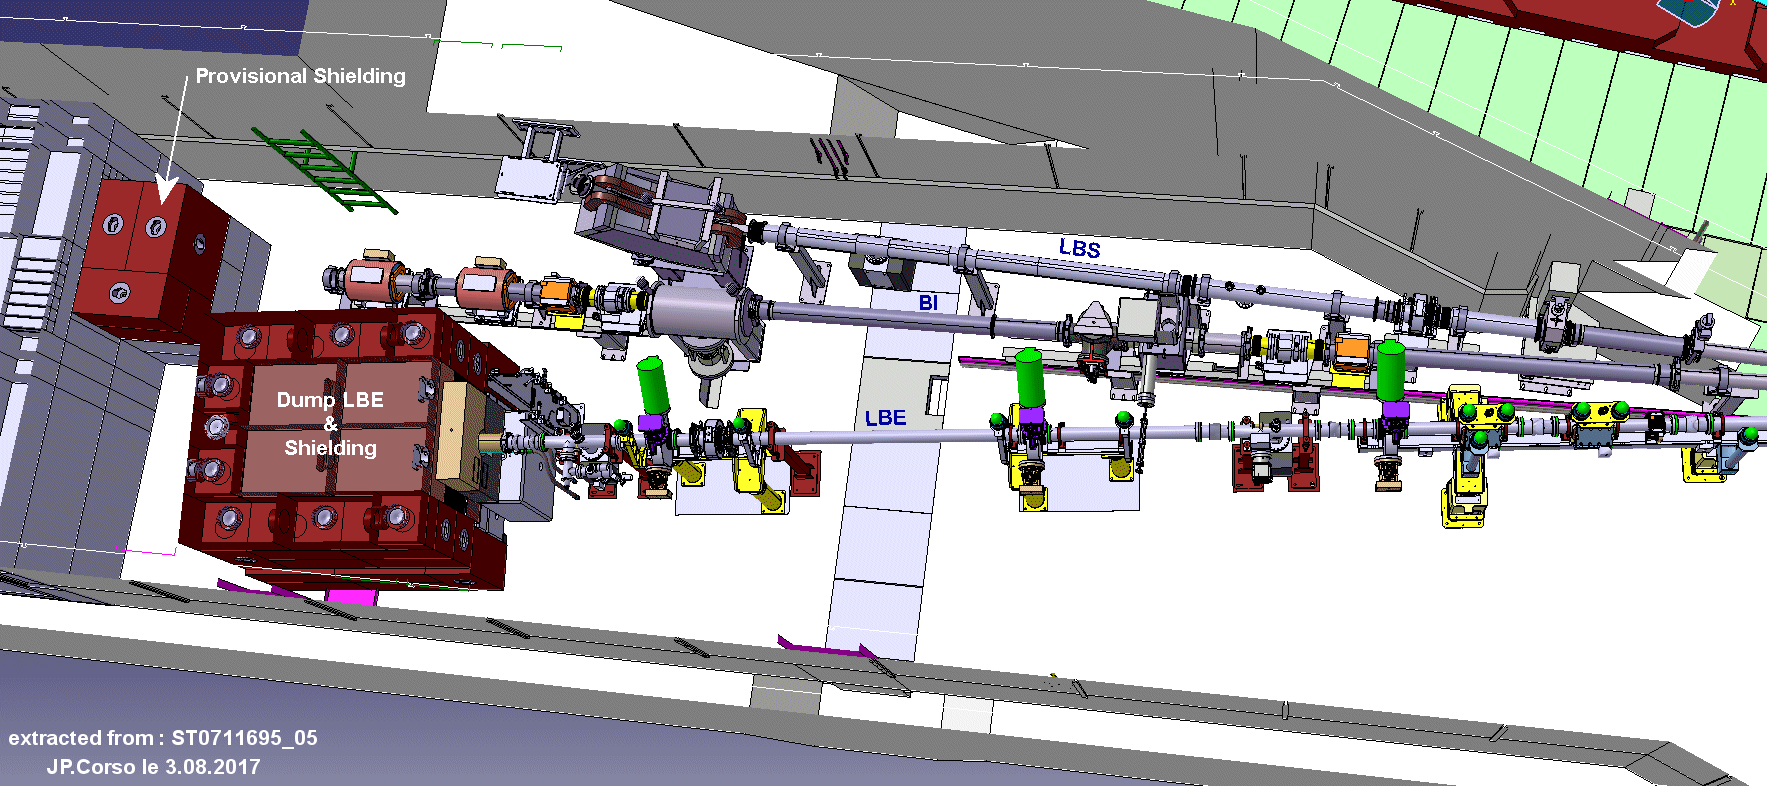 Provisional Shielding
LBS
BI
Dump LBE
&
Shielding
LBE
extracted from : ST0711695_05
JP.Corso le 3.08.2017